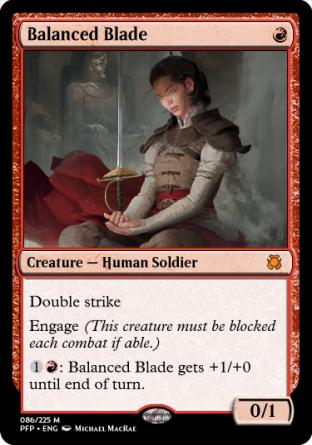 Balanced Blade
Creature — Human Soldier
Double strike
Engage (This creature must be blocked
each combat if able.)
1 R: Balanced Blade gets +1/+0
until end of turn.
0/1
086/225 M
PFP • ENG Michael MacRae